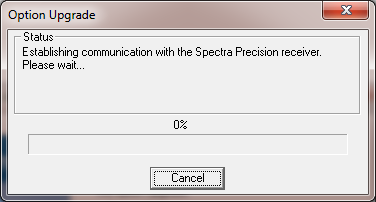 Option Upgrade
Status
Establishing communication with the Spectra Precision receiver.
Please wait...
0%
Cancel